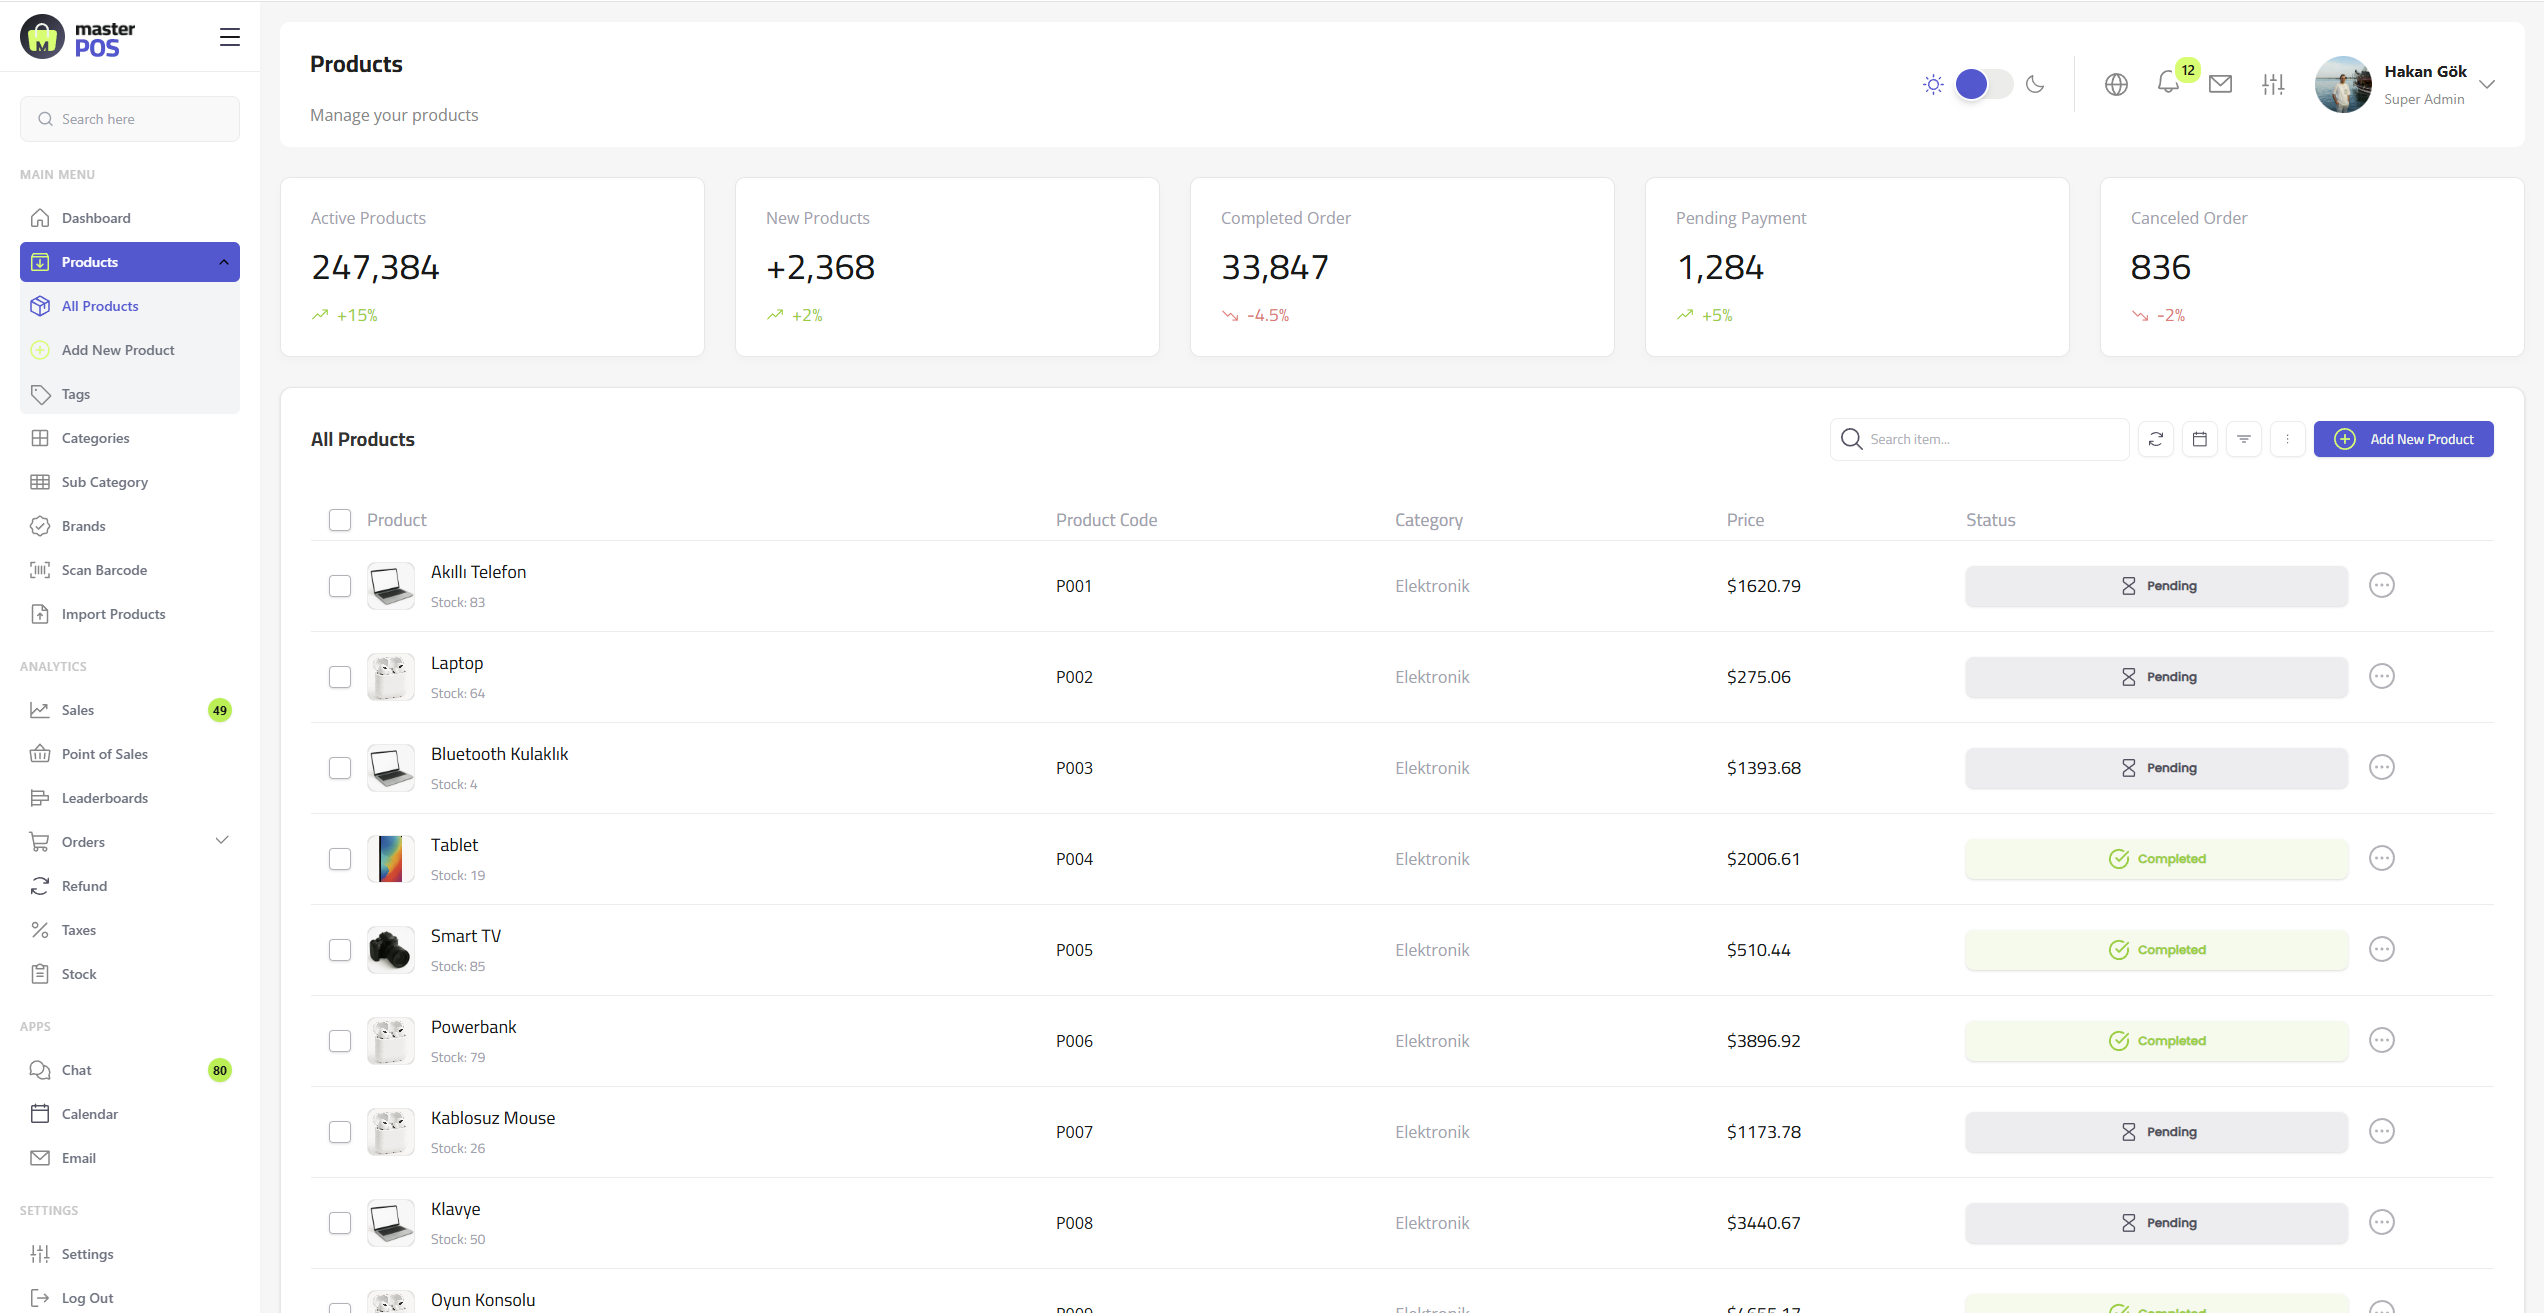 master
POS
Search here
MAIN MENU
Dashboard
Products
All Products
Add New Product
Tags
Categories
Sub Category
Brands
Scan Barcode
Import Products
ANALYTICS
Sales 49
Point of Sales
Leaderboards
Orders
Refund
Taxes
Stock
APPS
Chat 80
Calendar
Email
SETTINGS
Settings
Log Out
Products
Manage your products
12
Hakan Gök
Super Admin
Active Products
247,384
+15%
New Products
+2,368
+2%
Completed Order
33,847
-4.5%
Pending Payment
1,284
+5%
Canceled Order
836
-2%
All Products
Search item...
Add New Product
Product Product Code Category Price Status
Akıllı Telefon
Stock: 83
P001 Elektronik $1620.79 Pending
Laptop
Stock: 64
P002 Elektronik $275.06 Pending
Bluetooth Kulaklık
Stock: 4
P003 Elektronik $1393.68 Pending
Tablet
Stock: 19
P004 Elektronik $2006.61 Completed
Smart TV
Stock: 85
P005 Elektronik $510.44 Completed
Powerbank
Stock: 79
P006 Elektronik $3896.92 Completed
Kablosuz Mouse
Stock: 26
P007 Elektronik $1173.78 Pending
Klavye
Stock: 50
P008 Elektronik $3440.67 Pending
Oyun Konsolu
P009 Elektronik $4655.17 Completed